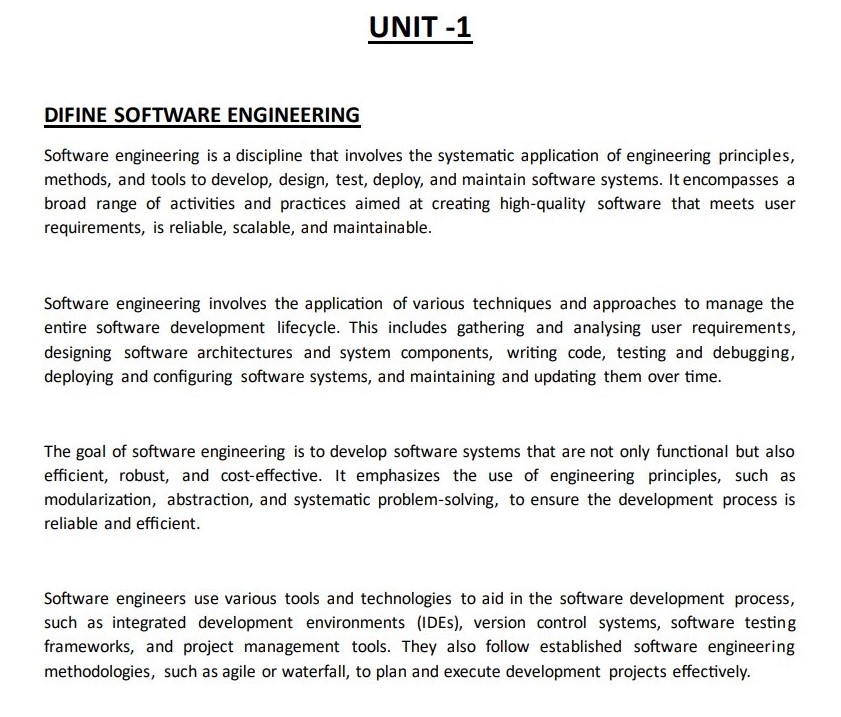 UNIT -1
DIFINE SOFTWARE ENGINEERING
Software engineering is a discipline that involves the systematic application of engineering principles,
methods, and tools to develop, design, test, deploy, and maintain software systems. It encompasses a
broad range of activities and practices aimed at creating high-quality software that meets user
requirements, is reliable, scalable, and maintainable.
Software engineering involves the application of various techniques and approaches to manage the
entire software development lifecycle. This includes gathering and analysing user requirements,
designing software architectures and system components, writing code, testing and debugging,
deploying and configuring software systems, and maintaining and updating them over time.
The goal of software engineering is to develop software systems that are not only functional but also
efficient, robust, and cost-effective. It emphasizes the use of engineering principles, such as
modularization, abstraction, and systematic problem-solving, to ensure the development process is
reliable and efficient.
Software engineers use various tools and technologies to aid in the software development process,
such as integrated development environments (IDEs), version control systems, software testing
frameworks, and project management tools. They also follow established software engineering
methodologies, such as agile or waterfall, to plan and execute development projects effectively.